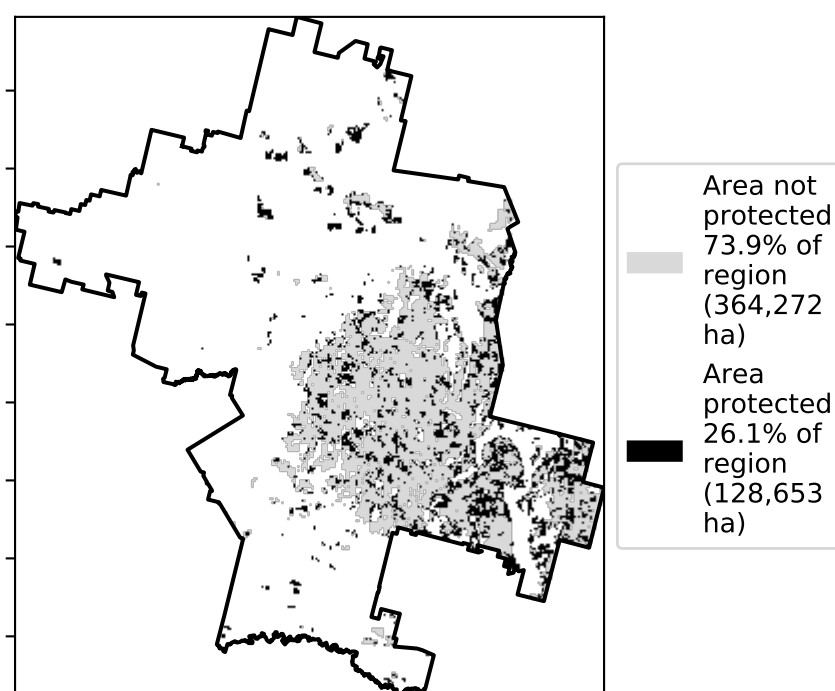 Area not
protected
73.9% of
region
(364,272
ha)
Area
protected
26.1% of
region
(128,653
ha)